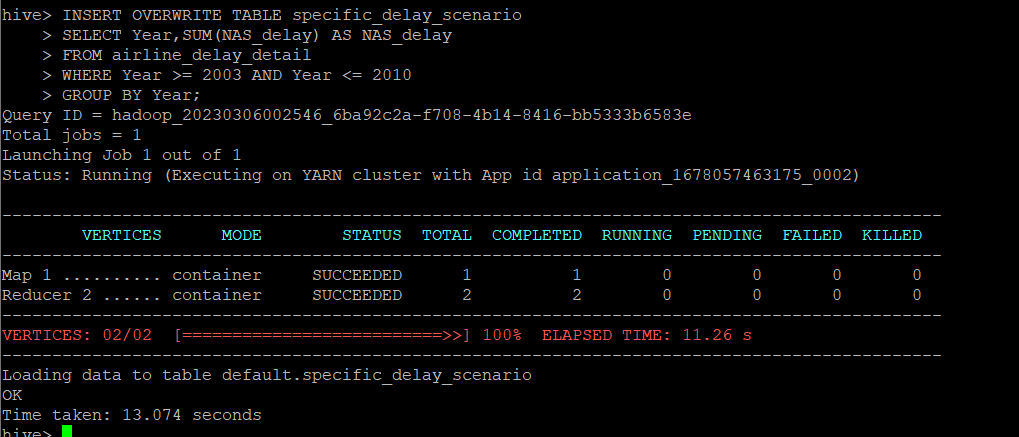 hive> INSERT OVERWRITE TABLE specific_delay_scenario
    > SELECT Year,SUM(NAS_delay) AS NAS_delay
    > FROM airline_delay_detail
    > WHERE Year >= 2003 AND Year <= 2010
    > GROUP BY Year;
Query ID = hadoop_20230306002546_6ba92c2a-f708-4b14-8416-bb5333b6583e
Total jobs = 1
Launching Job 1 out of 1
Status: Running (Executing on YARN cluster with App id application_1678057463175_0002)

----------------------------------------------------------------------------------------------
        VERTICES      MODE        STATUS  TOTAL  COMPLETED  RUNNING  PENDING  FAILED  KILLED
----------------------------------------------------------------------------------------------
Map 1 .......... container     SUCCEEDED      1          1        0        0       0       0
Reducer 2 ...... container     SUCCEEDED      2          2        0        0       0       0
----------------------------------------------------------------------------------------------
VERTICES: 02/02  [==========================>>] 100%  ELAPSED TIME: 11.26 s
----------------------------------------------------------------------------------------------
Loading data to table default.specific_delay_scenario
OK
Time taken: 13.074 seconds
hive>